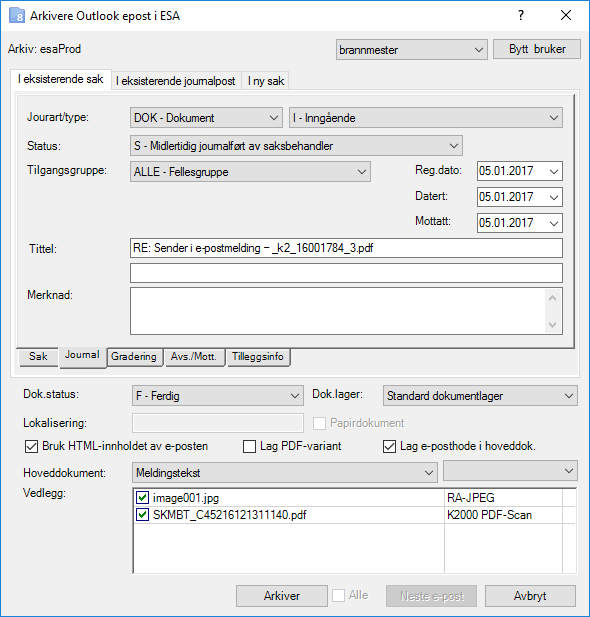 Arkivere Outlook epost i ESA
Arkiv: esaProd brannmester Bytt bruker
I eksisterende sak I eksisterende journalpost I ny sak
Jourart/type: DOK - Dokument I - Inngående
Status: S - Midlertidig journalført av saksbehandler
Tilgangsgruppe: ALLE - Fellesgruppe Reg.dato: 05.01.2017
Datert: 05.01.2017
Mottatt: 05.01.2017
Tittel: RE: Sender i e-postmelding – _k2_16001784_3.pdf
Merknad:
Sak Journal Gradering Avs./Mott. Tilleggsinfo
Dok.status: F - Ferdig Dok.lager: Standard dokumentlager
Lokalisering: Papirdokument
Bruk HTML-innholdet av e-posten Lag PDF-variant Lag e-posthode i hoveddok.
Hoveddokument: Meldingstekst
Vedlegg:
image001.jpg RA-JPEG
SKMBT_C45216121311140.pdf K2000 PDF-Scan
Arkiver Alle Neste e-post Avbryt